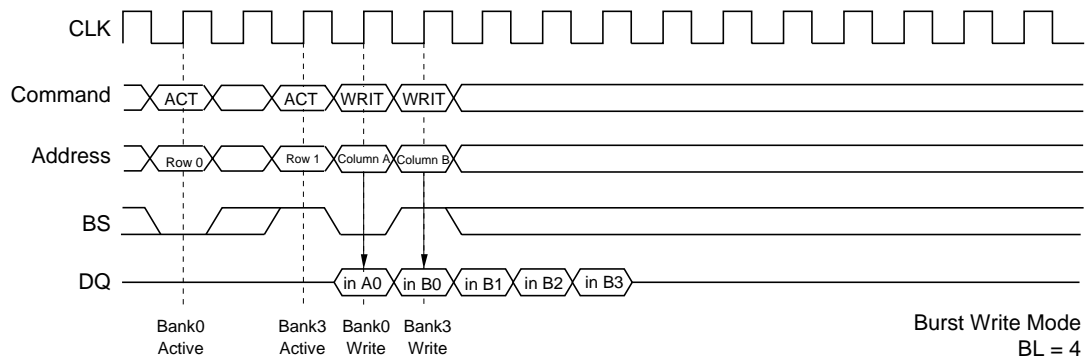 CLK
Command ACT ACT WRIT WRIT
Address Row 0 Row 1 Column A Column B
BS
DQ in A0 in B0 in B1 in B2 in B3
Bank0 Bank3 Bank0 Bank3
Active Active Write Write
Burst Write Mode
BL = 4